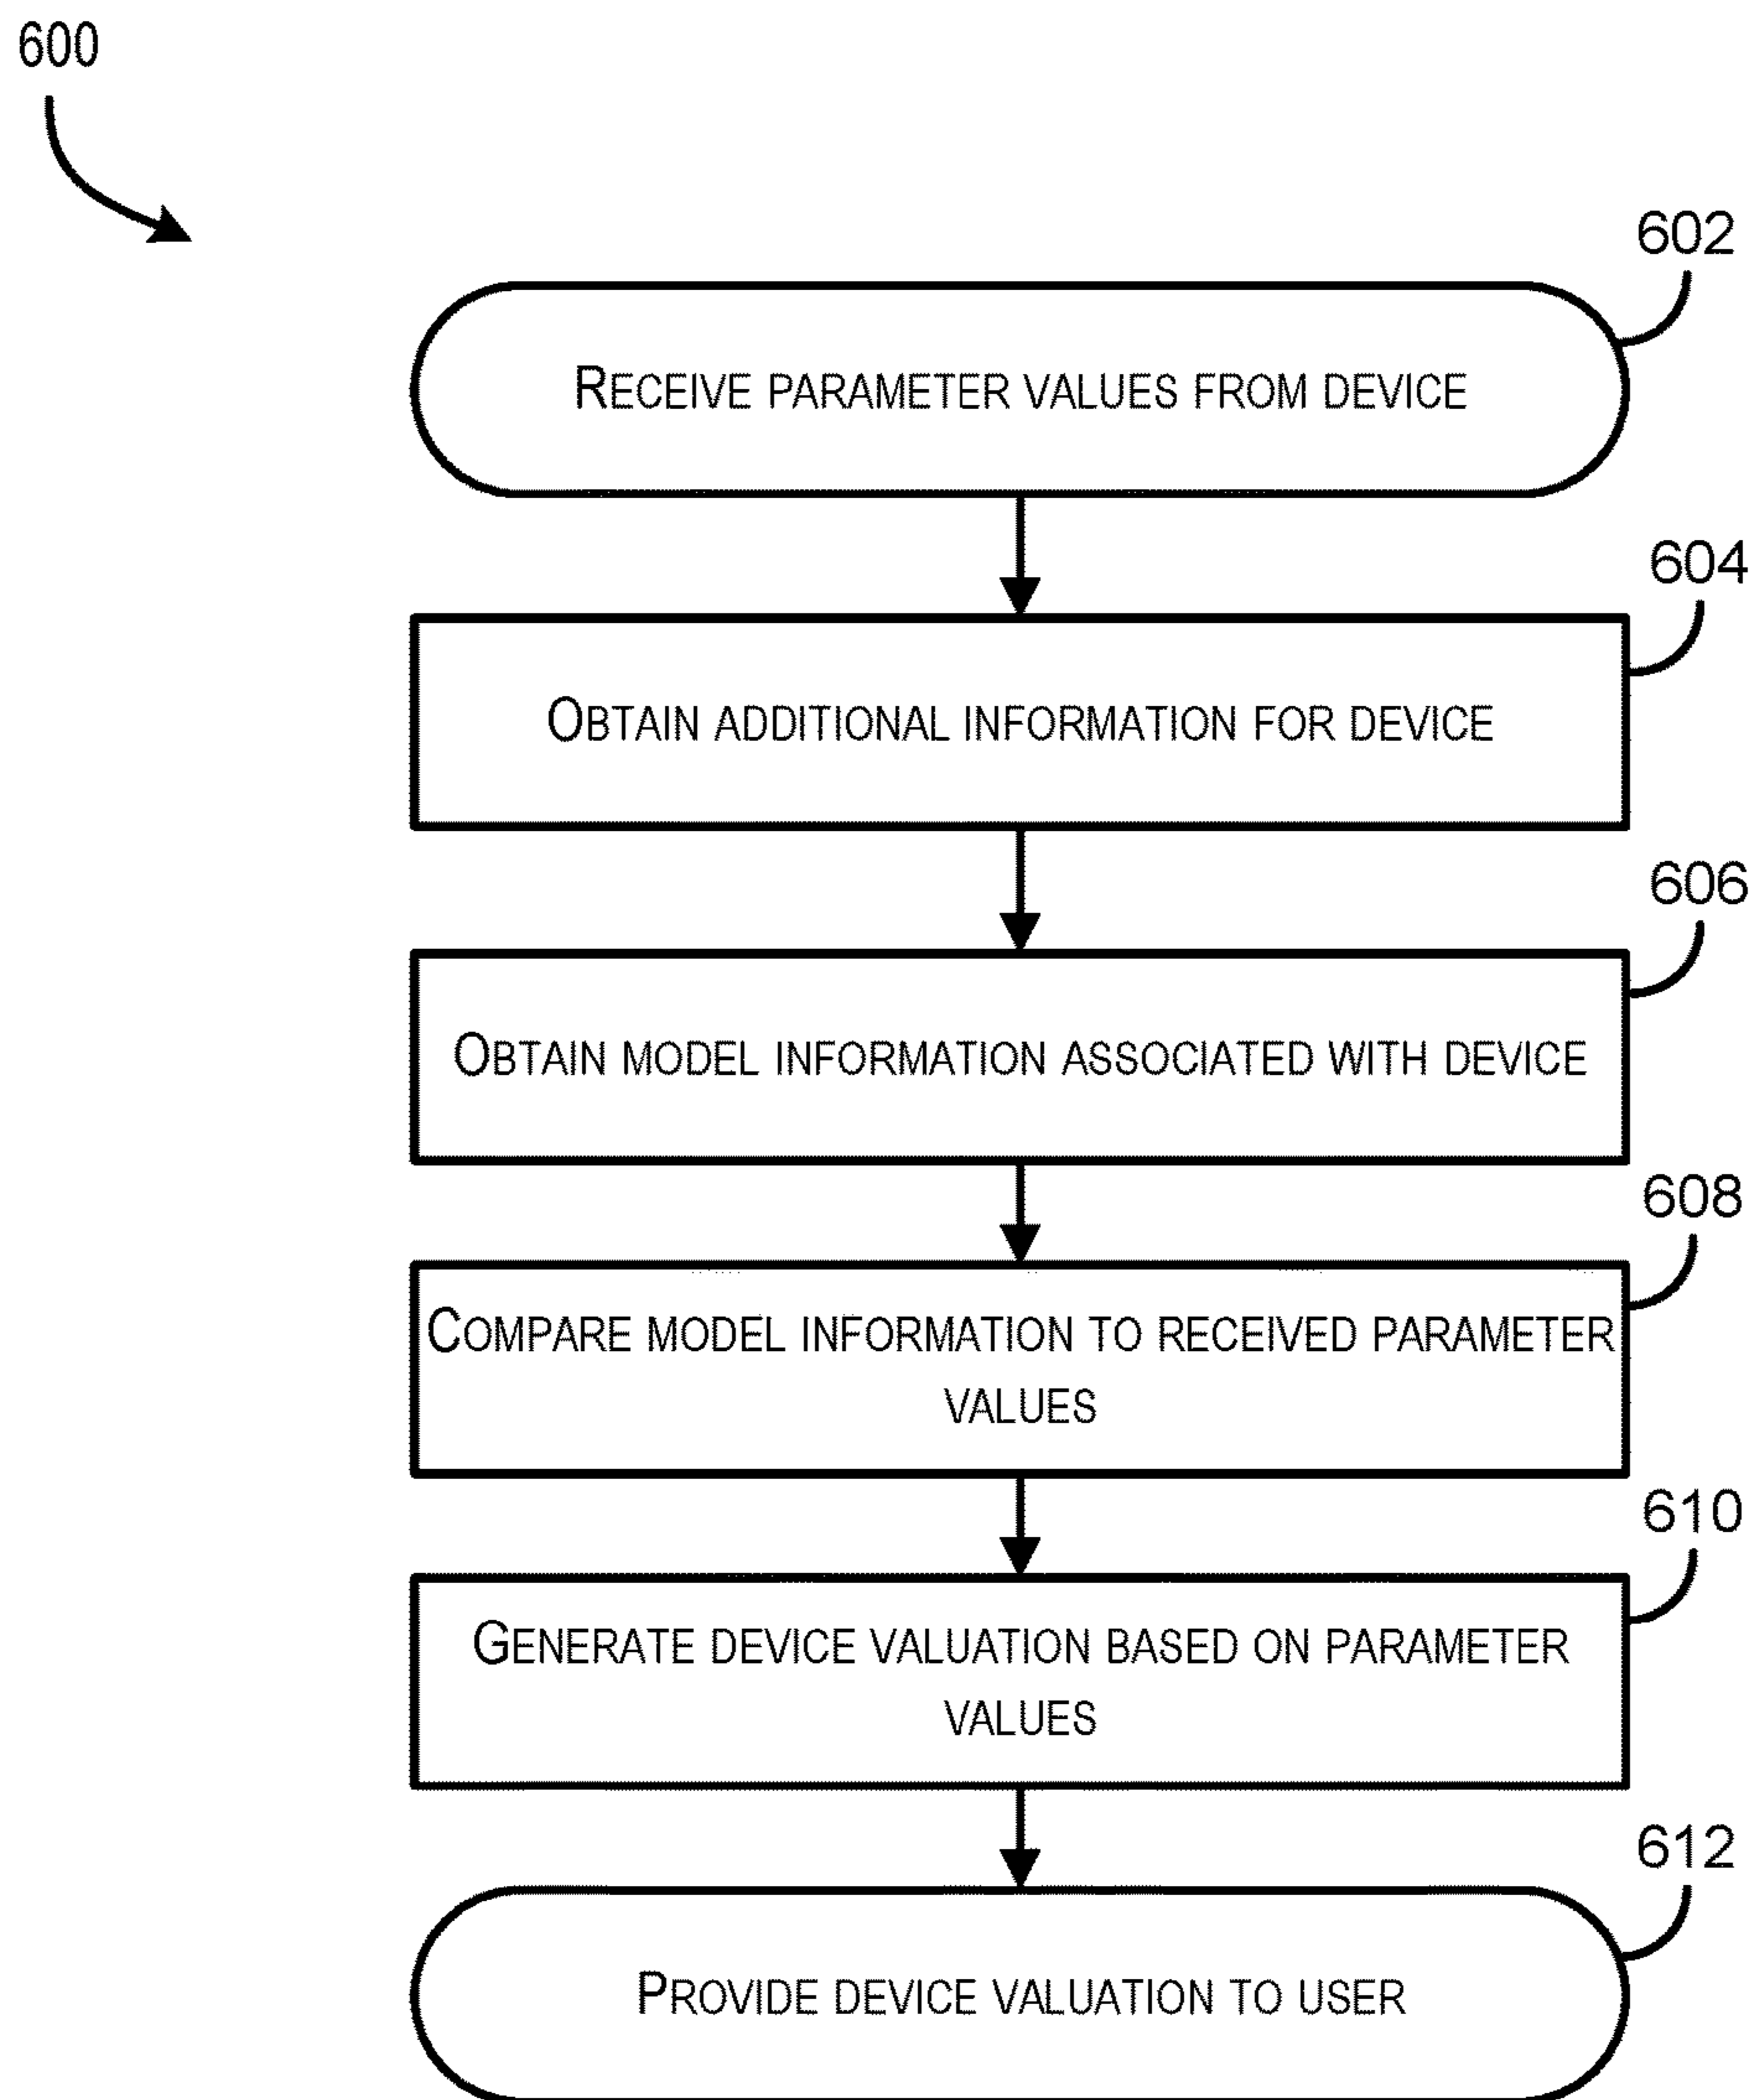 600
602
RECEIVE PARAMETER VALUES FROM DEVICE
604
OBTAIN ADDITIONAL INFORMATION FOR DEVICE
606
OBTAIN MODEL INFORMATION ASSOCIATED WITH DEVICE
608
COMPARE MODEL INFORMATION TO RECEIVED PARAMETER
VALUES
610
GENERATE DEVICE VALUATION BASED ON PARAMETER
VALUES
612
PROVIDE DEVICE VALUATION TO USER